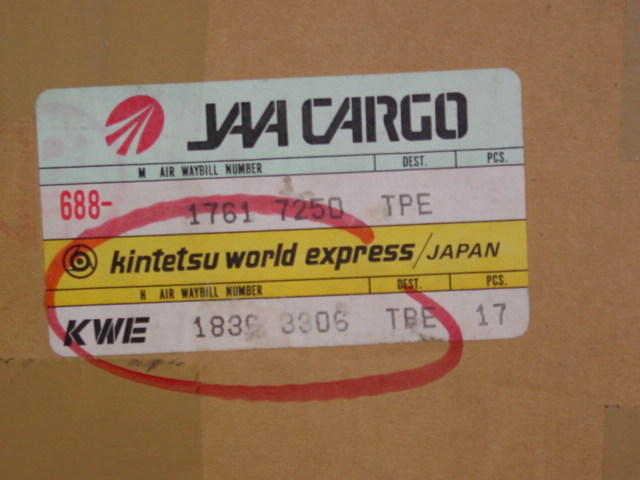 JAA CARGO
M AIR WAYBILL NUMBER DEST. PCS.
688- 1761 7250 TPE
kintetsu world express/JAPAN
H AIR WAYBILL NUMBER DEST. PCS.
KWE 3306 TPE 17